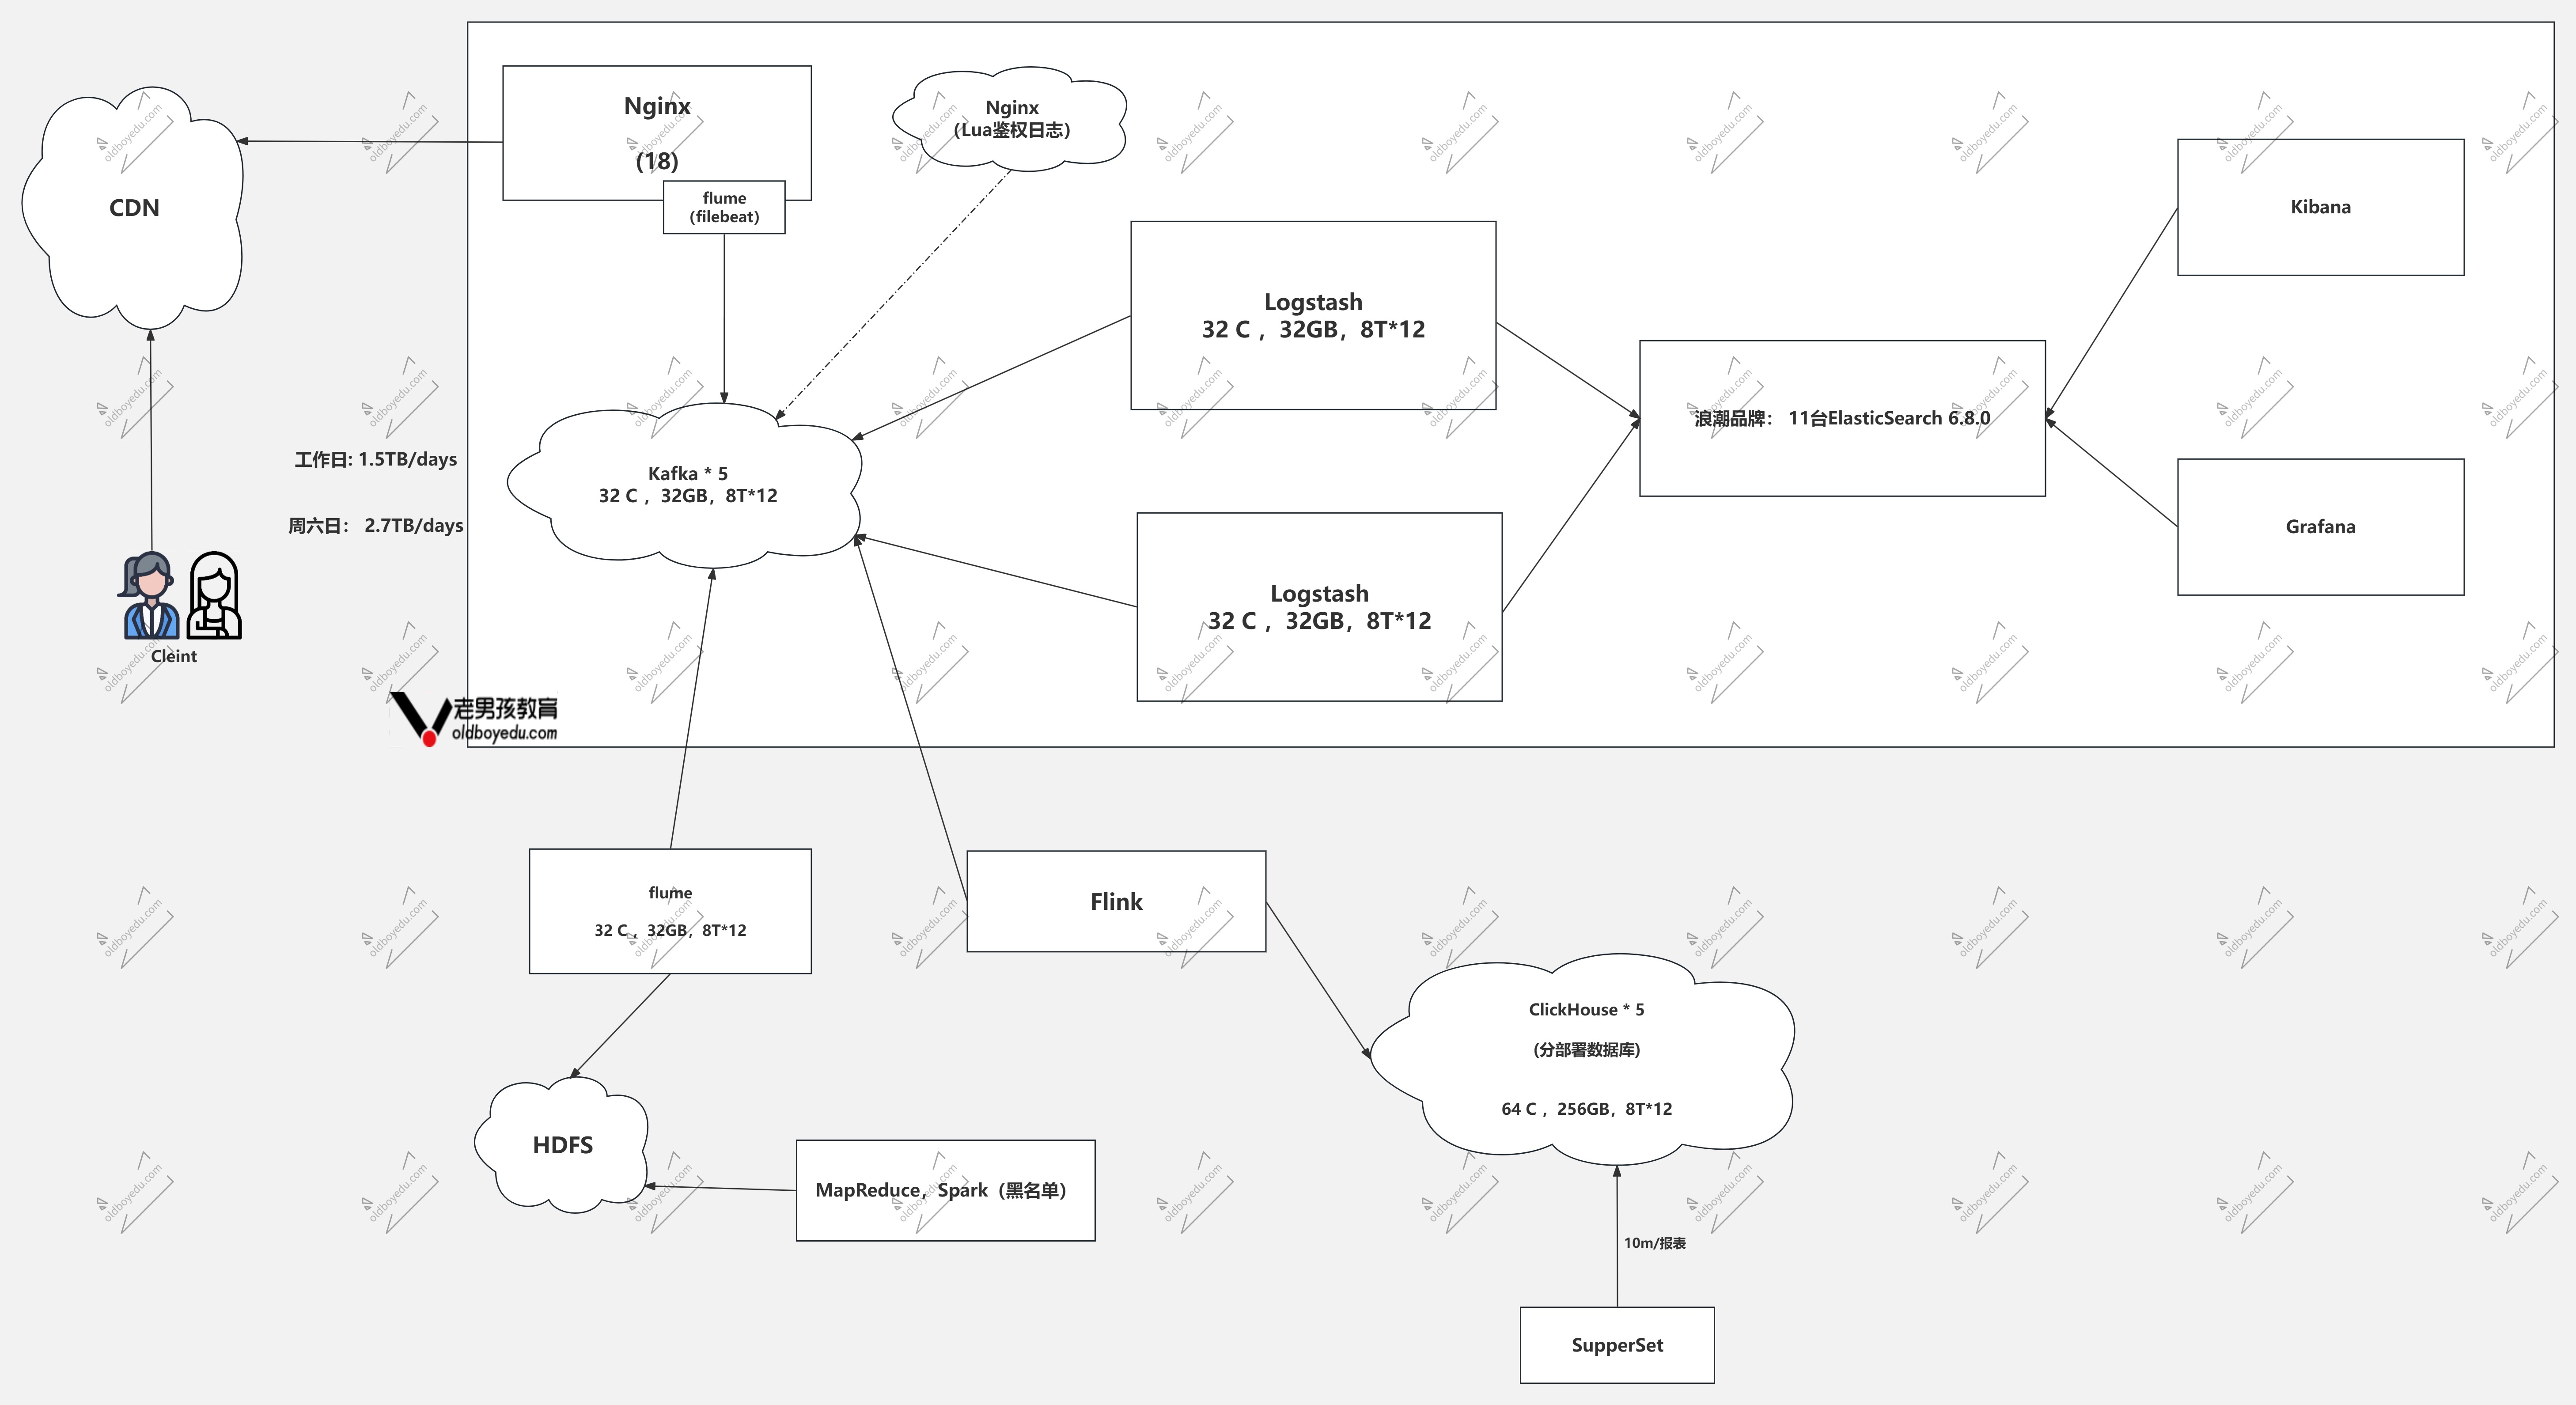 Nginx
(18)
flume
(filebeat)
Nginx
(Lua鉴权日志)
CDN
Kibana
Logstash
32 C ，32GB，8T*12
浪潮品牌： 11台ElasticSearch 6.8.0
工作日: 1.5TB/days
Kafka * 5
32 C ，32GB，8T*12
周六日： 2.7TB/days
Grafana
Logstash
32 C ，32GB，8T*12
Cleint
老男孩教育
oldboyedu.com
flume
32 C ，32GB，8T*12
Flink
ClickHouse * 5
(分部署数据库)
64 C ，256GB，8T*12
HDFS
MapReduce，Spark（黑名单）
10m/报表
SupperSet
oldboyedu.com